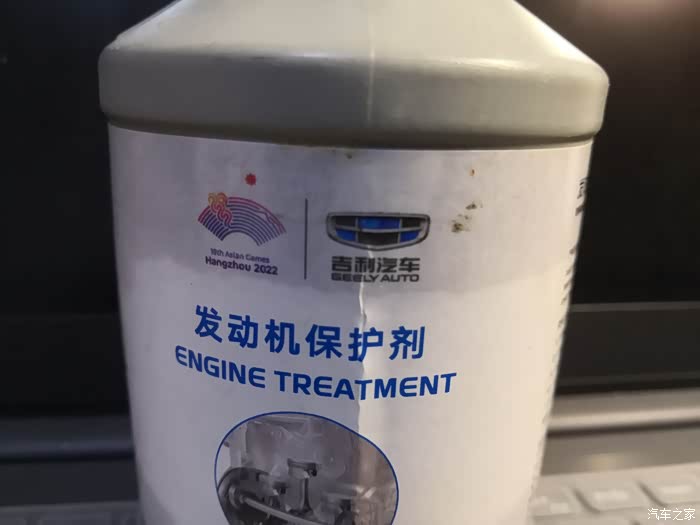 19th Asian Games
Hangzhou 2022
吉利汽车
GEELY AUTO
发动机保护剂
ENGINE TREATMENT
汽车之家